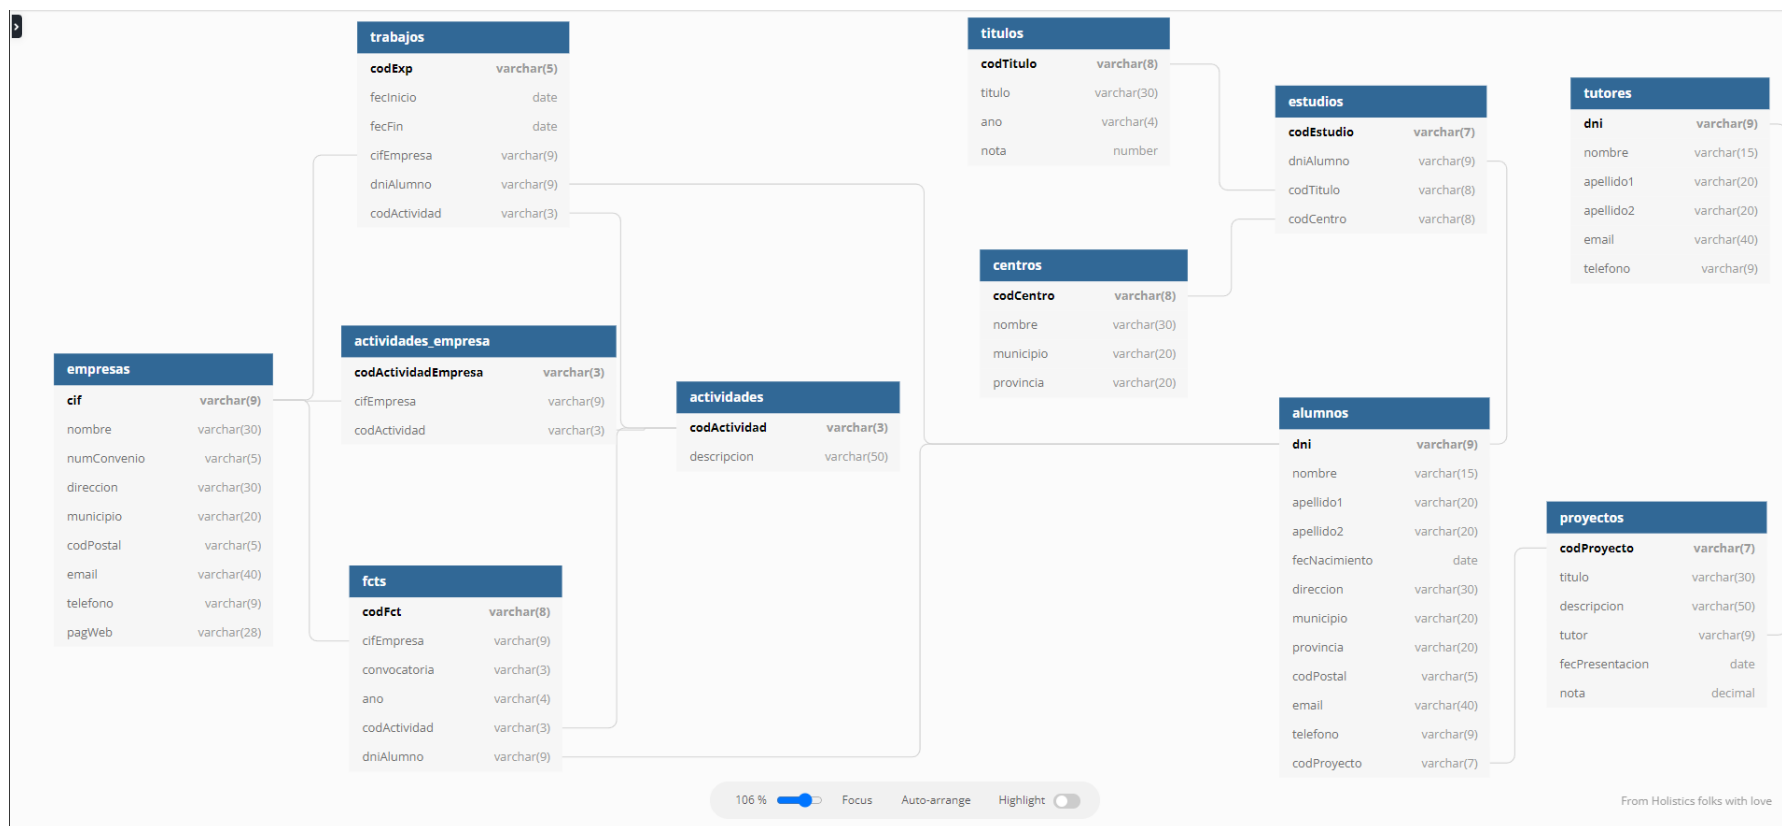 trabajos
codExp varchar(5)
fecInicio date
fecFin date
cifEmpresa varchar(9)
dniAlumno varchar(9)
codActividad varchar(3)
titulos
codTitulo varchar(8)
titulo varchar(30)
ano varchar(4)
nota number
estudios
codEstudio varchar(7)
dniAlumno varchar(9)
codTitulo varchar(8)
codCentro varchar(8)
tutores
dni varchar(9)
nombre varchar(15)
apellido1 varchar(20)
apellido2 varchar(20)
email varchar(40)
telefono varchar(9)
centros
codCentro varchar(8)
nombre varchar(30)
municipio varchar(20)
provincia varchar(20)
empresas
cif varchar(9)
nombre varchar(30)
numConvenio varchar(5)
direccion varchar(30)
municipio varchar(20)
codPostal varchar(5)
email varchar(40)
telefono varchar(9)
pagWeb varchar(28)
actividades_empresa
codActividadEmpresa varchar(3)
cifEmpresa varchar(9)
codActividad varchar(3)
actividades
codActividad varchar(3)
descripcion varchar(50)
alumnos
dni varchar(9)
nombre varchar(15)
apellido1 varchar(20)
apellido2 varchar(20)
fecNacimiento date
direccion varchar(30)
municipio varchar(20)
provincia varchar(20)
codPostal varchar(5)
email varchar(40)
telefono varchar(9)
codProyecto varchar(7)
proyectos
codProyecto varchar(7)
titulo varchar(30)
descripcion varchar(50)
tutor varchar(9)
fecPresentacion date
nota decimal
fcts
codFct varchar(8)
cifEmpresa varchar(9)
convocatoria varchar(3)
ano varchar(4)
codActividad varchar(3)
dniAlumno varchar(9)
106 % Focus Auto-arrange Highlight
From Holistics folks with love